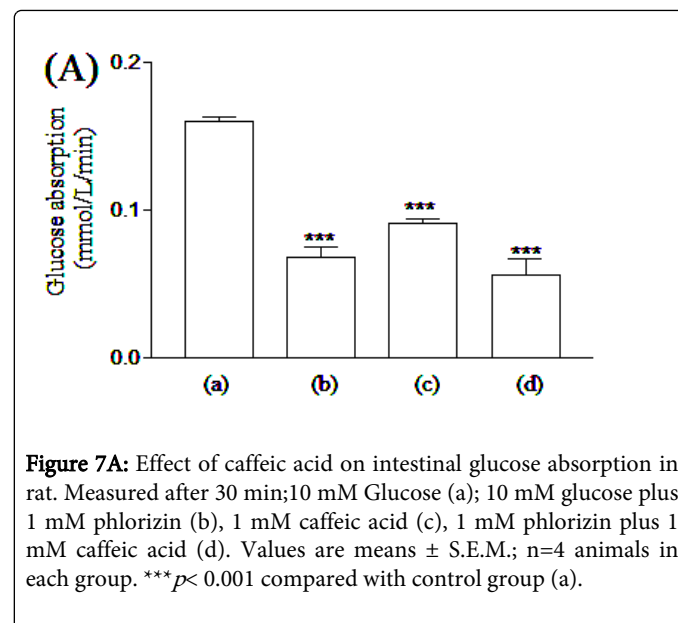 (A)
0.2
Glucose absorption
(mmol/L/min)
0.1
0.0
***
***
***
(a)
(b)
(c)
(d)
Figure 7A: Effect of caffeic acid on intestinal glucose absorption in
rat. Measured after 30 min;10 mM Glucose (a); 10 mM glucose plus
1 mM phlorizin (b), 1 mM caffeic acid (c), 1 mM phlorizin plus 1
mM caffeic acid (d). Values are means ± S.E.M.; n=4 animals in
each group. ***p< 0.001 compared with control group (a).